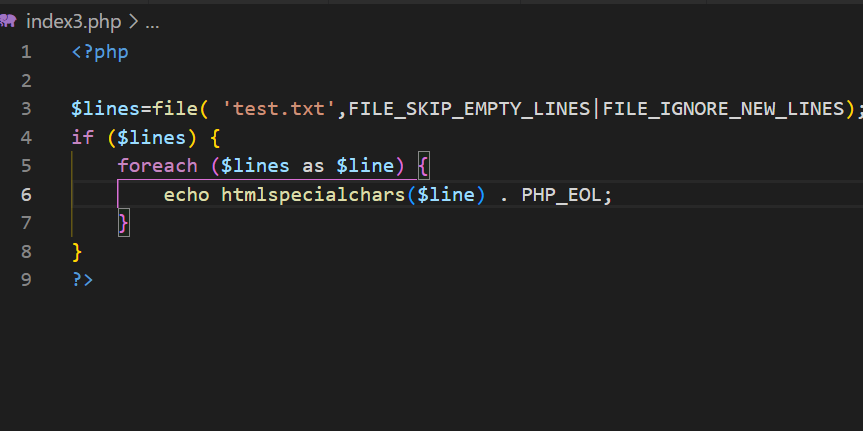 index3.php > ...
1 <?php
2
3 $lines=file( 'test.txt',FILE_SKIP_EMPTY_LINES|FILE_IGNORE_NEW_LINES);
4 if ($lines) {
5     foreach ($lines as $line) {
6         echo htmlspecialchars($line) . PHP_EOL;
7     }
8 }
9 ?>